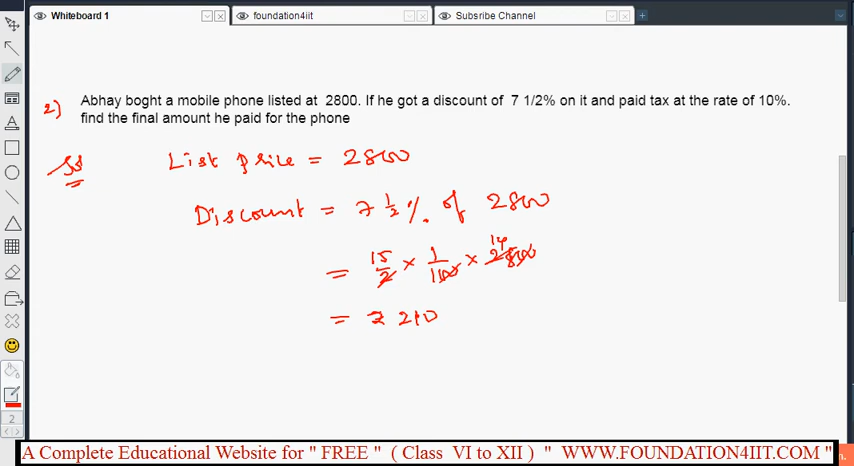 Whiteboard 1 foundation4iit Subsribe Channel
2) Abhay boght a mobile phone listed at 2800. If he got a discount of 7 1/2% on it and paid tax at the rate of 10%.
find the final amount he paid for the phone
List price = 2800
Discount = 7 1/2 % of 2800
= 15/2 × 1/100 × 2800 14
= 210
2
A Complete Educational Website for " FREE " ( Class VI to XII ) " WWW.FOUNDATION4IIT.COM "